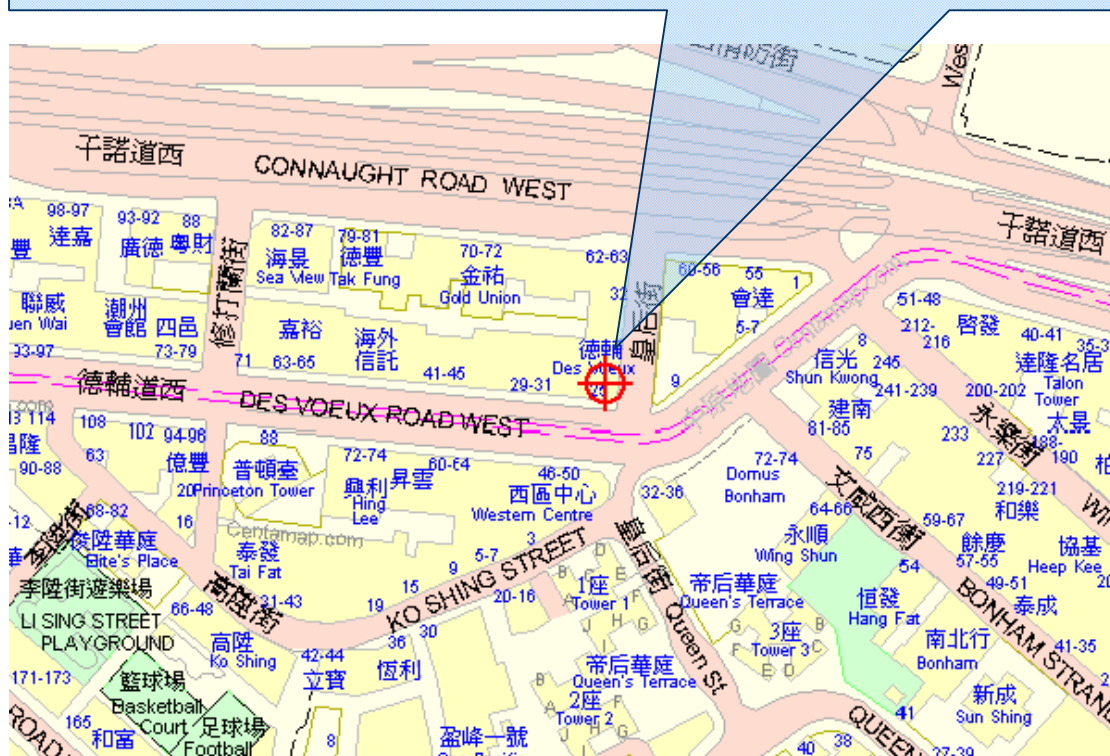 干諾道西
CONNAUGHT ROAD WEST
干諾道西
98-97
達嘉
93-92
廣德
88
粵財
82-87
海景
Sea View
79-81
德豐
Tak Fung
70-72
金祐
Gold Union
62-63
32
60-56
55
1
會達
5-7
9
豐
聯威
uen Wai
93-97
潮州
會館
四邑
73-79
修打蘭街
71
嘉裕
63-65
海外
信託
41-45
29-31
德輔
Des Voeux
皇后街
51-48
212-
216
啓發
40-41
達隆名居
Talon
Tower
200-202
信光
Shun Kwong
8
245
241-239
建南
81-85
75
233
永樂街
太景
188-
190
227
219-221
和樂
德輔道西
DES VOEUX ROAD WEST
114
108
102
94-96
億豐
63
昌隆
90-88
88
普頓臺
Princeton Tower
20
16
72-74
興利
Hing
Lee
昇雲
60-64
46-50
西區中心
Western Centre
3
32-36
72-74
Domus
Bonham
文咸西街
64-66
永順
Wing Shun
59-67
餘慶
57-55
協基
Heep Kee
54
49-51
泰成
恒發
Hang Fat
南北行
Bonham
41-35
BONHAM STRAND
新成
Sun Shing
41
27-39
Centamap.com
68-82
俊陞華庭
Elite's Place
泰發
Tai Fat
31-43
高陞街
KO SHING STREET
5-7
9
15
19
20-16
36
30
皇后街
Queen St
1座
Tower 1
帝后華庭
Queen's Terrace
3座
Tower 3
帝后華庭
Queen's Terrace
2座
Tower 2
李陞街遊樂場
LI SING STREET
PLAYGROUND
66-48
高陞
Ko Shing
42-44
立寶
恆利
171-173
籃球場
Basketball
Court
足球場
Football
165
和富
8
盈峰一號
40
38